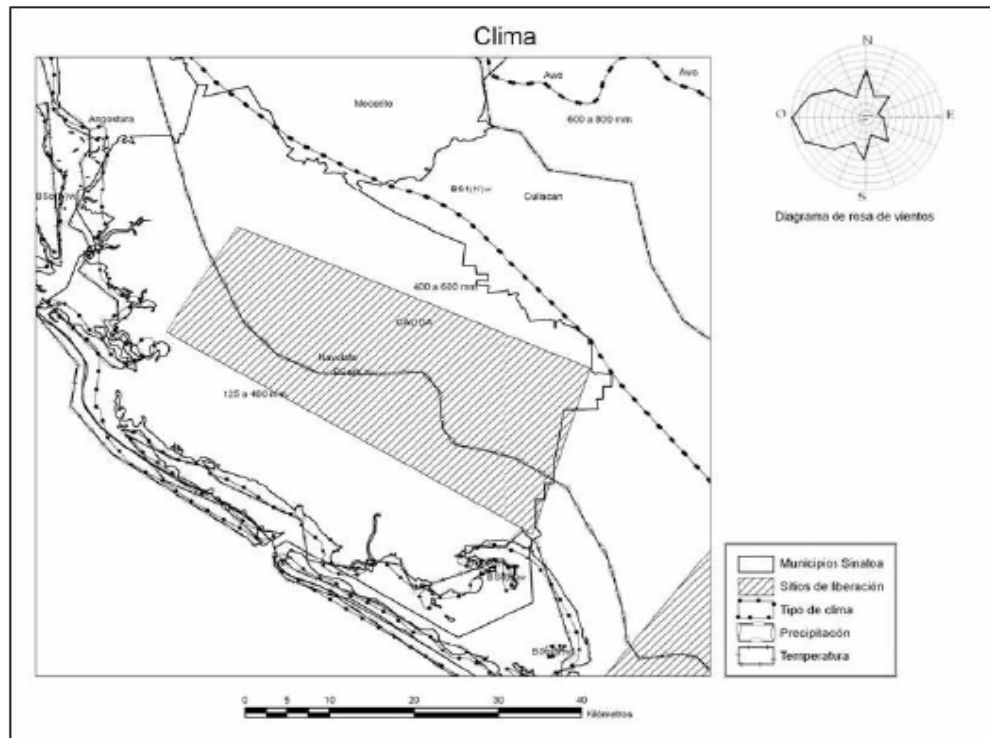 Clima
N
O
E
S
Diagrama de rosa de vientos
Awo
Awo
Mocorito
600 a 800 mm
Angostura
BS1(h')w
Culiacan
400 a 600 mm
Navolato
125 a 400 mm
Municipios Sinaloa
Sitios de liberación
Tipo de clima
Precipitación
Temperatura
0 5 10 20 30 40
Kilómetros